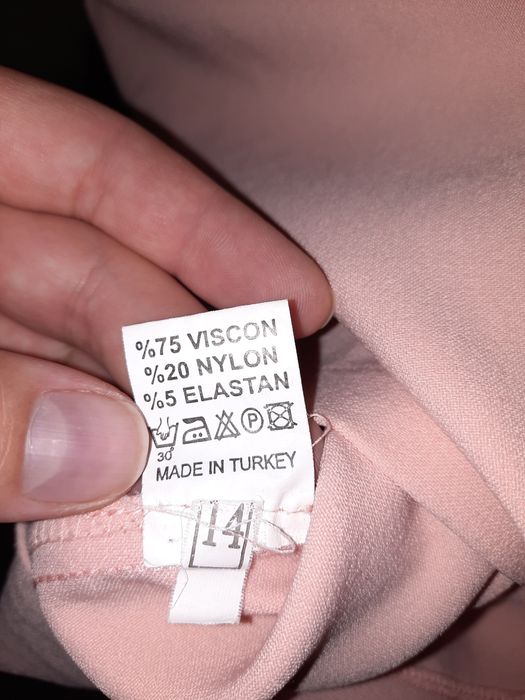 %75 VISCON
%20 NYLON
%5 ELASTAN
P
30°
MADE IN TURKEY
14